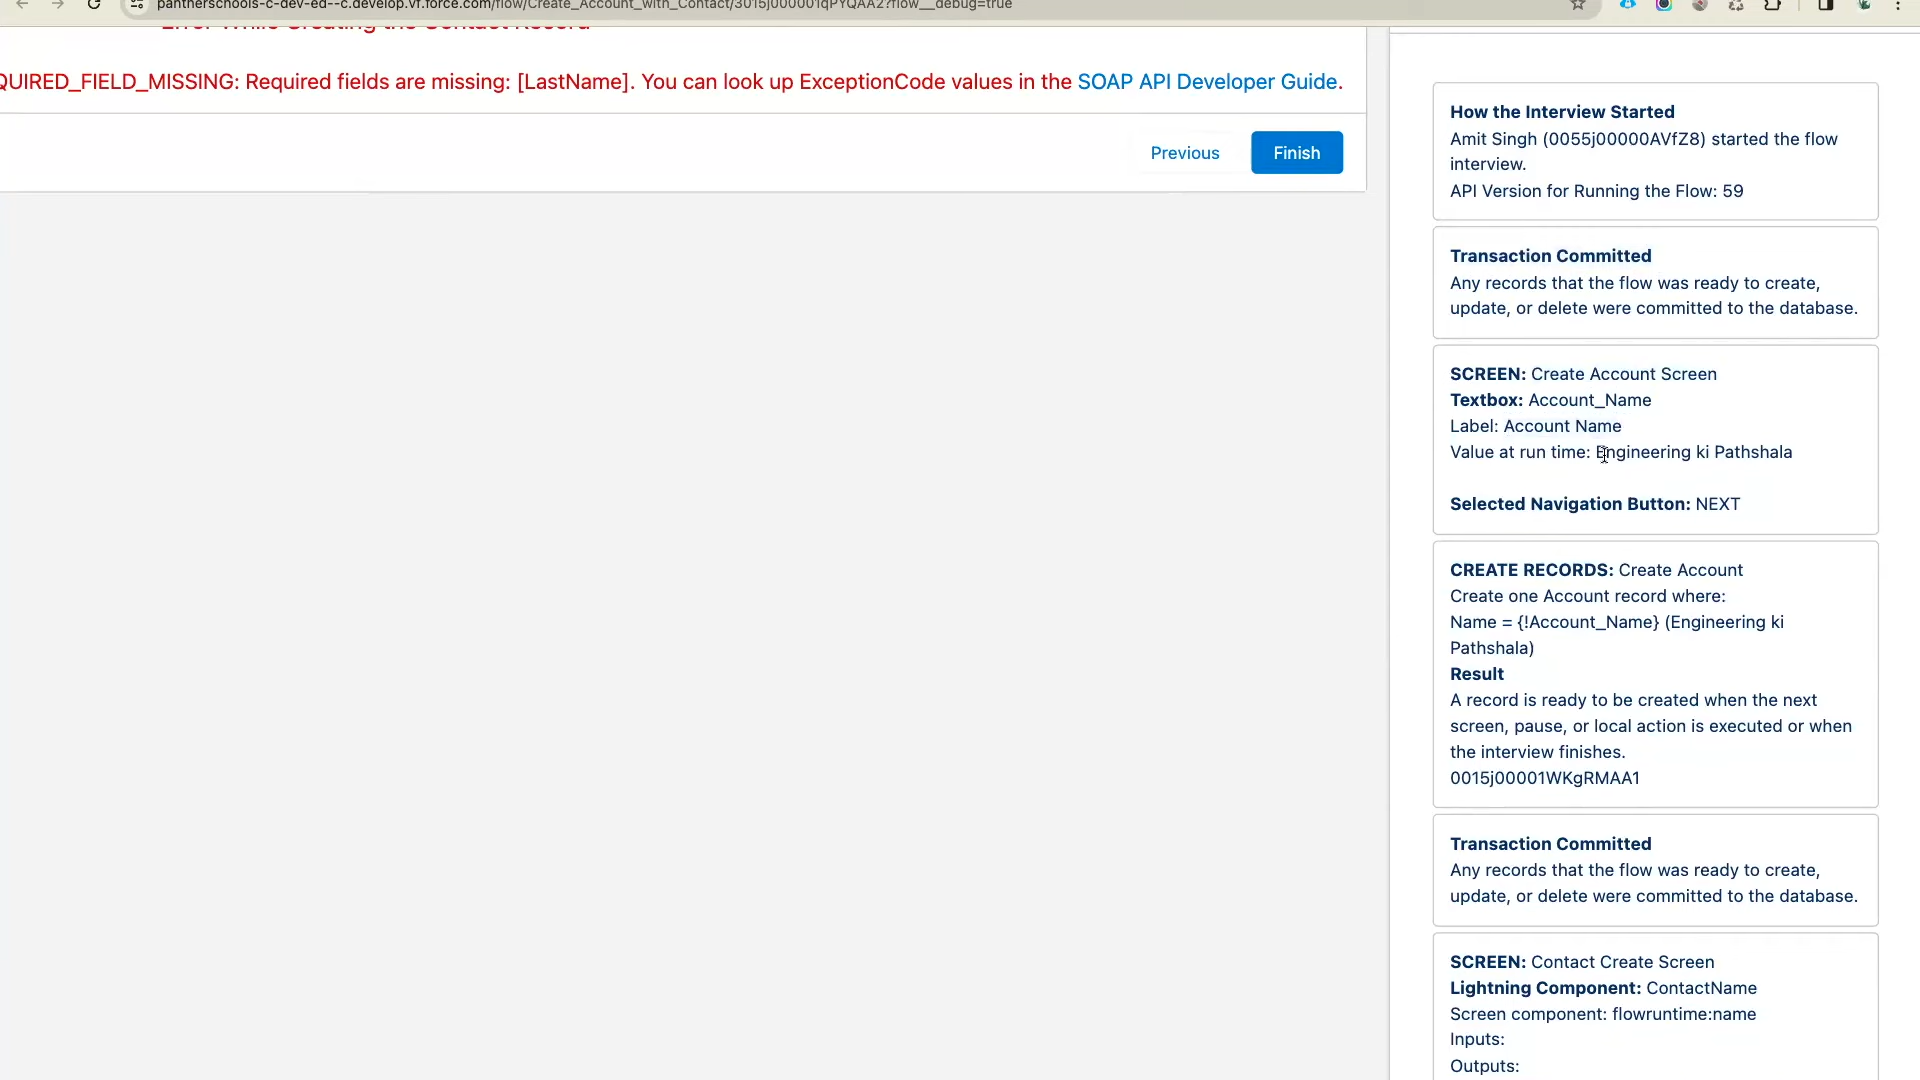 pantherschools-c-dev-ed--c.develop.vf.force.com/flow/Create_Account_with_Contact/3015j000001qPYQAA2?flow__debug=true
Error While Creating the Contact Record
QUIRED_FIELD_MISSING: Required fields are missing: [LastName]. You can look up ExceptionCode values in the SOAP API Developer Guide.
Previous
Finish
How the Interview Started
Amit Singh (0055j00000AVfZ8) started the flow
interview.
API Version for Running the Flow: 59
Transaction Committed
Any records that the flow was ready to create,
update, or delete were committed to the database.
SCREEN: Create Account Screen
Textbox: Account_Name
Label: Account Name
Value at run time: Engineering ki Pathshala
Selected Navigation Button: NEXT
CREATE RECORDS: Create Account
Create one Account record where:
Name = {!Account_Name} (Engineering ki
Pathshala)
Result
A record is ready to be created when the next
screen, pause, or local action is executed or when
the interview finishes.
0015j00001WKgRMAA1
Transaction Committed
Any records that the flow was ready to create,
update, or delete were committed to the database.
SCREEN: Contact Create Screen
Lightning Component: ContactName
Screen component: flowruntime:name
Inputs:
Outputs: